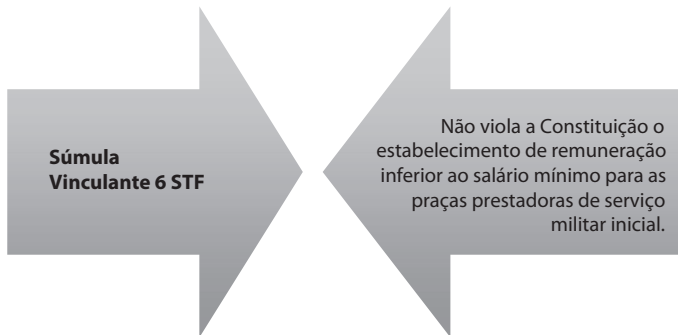 Súmula
Vinculante 6 STF
Não viola a Constituição o
estabelecimento de remuneração
inferior ao salário mínimo para as
praças prestadoras de serviço
militar inicial.